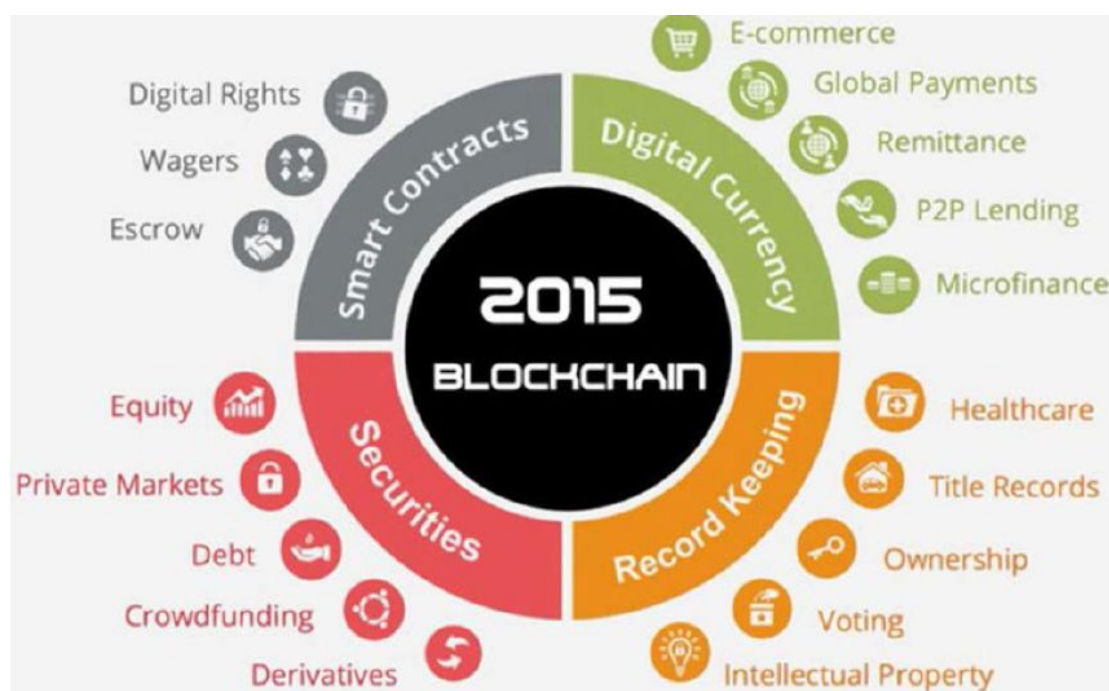 2015
BLOCKCHAIN
Smart Contracts
Digital Rights
Wagers
Escrow
Digital Currency
E-commerce
Global Payments
Remittance
P2P Lending
Microfinance
Securities
Equity
Private Markets
Debt
Crowdfunding
Derivatives
Record Keeping
Healthcare
Title Records
Ownership
Voting
Intellectual Property